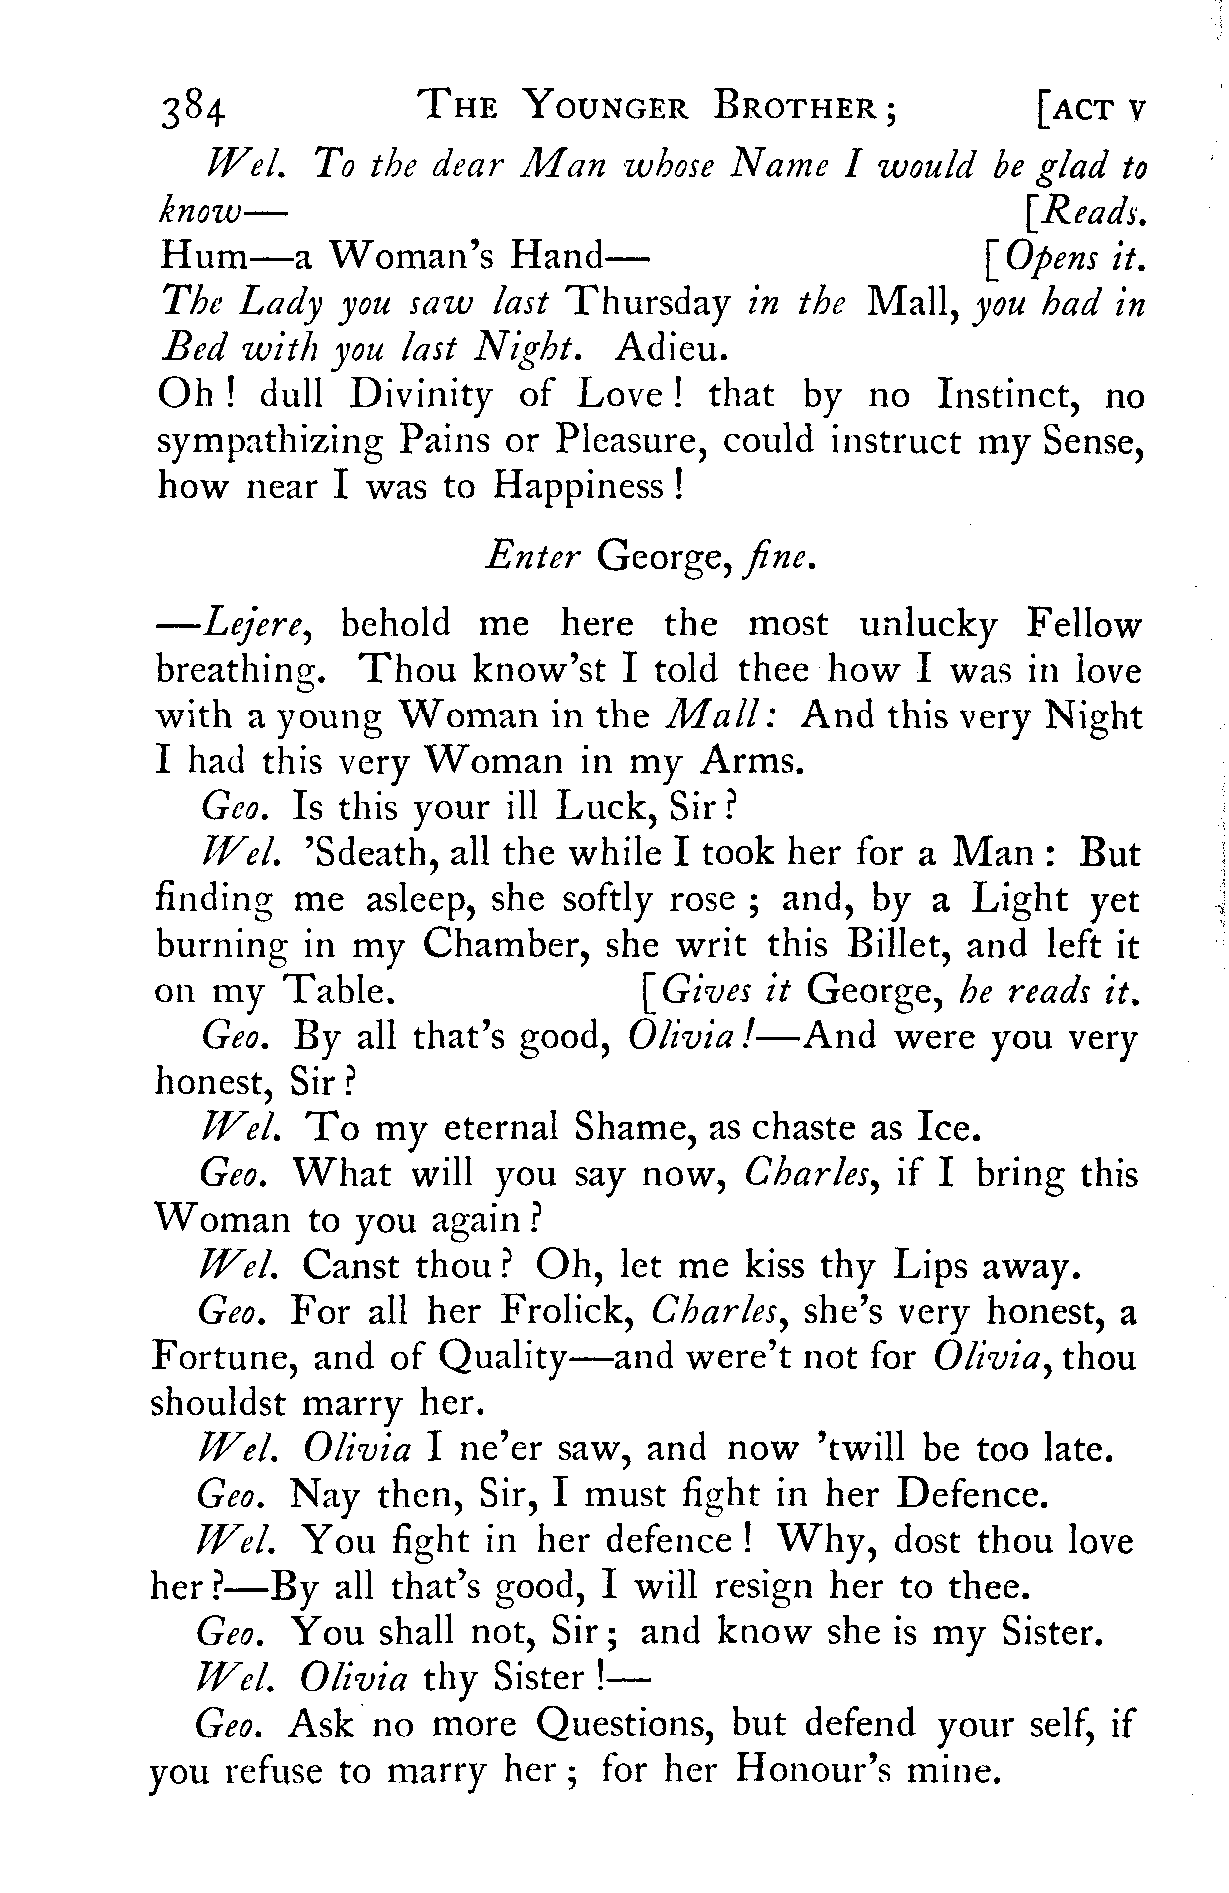 384 THE YOUNGER BROTHER; [ACT V
Wel. To the dear Man whose Name I would be glad to
know— [Reads.
Hum—a Woman's Hand— [Opens it.
The Lady you saw last Thursday in the Mall, you had in
Bed with you last Night. Adieu.
Oh! dull Divinity of Love! that by no Instinct, no
sympathizing Pains or Pleasure, could instruct my Sense,
how near I was to Happiness!
Enter George, fine.
—Lejere, behold me here the most unlucky Fellow
breathing. Thou know'st I told thee how I was in love
with a young Woman in the Mall: And this very Night
I had this very Woman in my Arms.
Geo. Is this your ill Luck, Sir?
Wel. 'Sdeath, all the while I took her for a Man: But
finding me asleep, she softly rose; and, by a Light yet
burning in my Chamber, she writ this Billet, and left it
on my Table. [Gives it George, he reads it.
Geo. By all that's good, Olivia!—And were you very
honest, Sir?
Wel. To my eternal Shame, as chaste as Ice.
Geo. What will you say now, Charles, if I bring this
Woman to you again?
Wel. Canst thou? Oh, let me kiss thy Lips away.
Geo. For all her Frolick, Charles, she's very honest, a
Fortune, and of Quality—and were't not for Olivia, thou
shouldst marry her.
Wel. Olivia I ne'er saw, and now 'twill be too late.
Geo. Nay then, Sir, I must fight in her Defence.
Wel. You fight in her defence! Why, dost thou love
her?—By all that's good, I will resign her to thee.
Geo. You shall not, Sir; and know she is my Sister.
Wel. Olivia thy Sister!—
Geo. Ask no more Questions, but defend your self, if
you refuse to marry her; for her Honour's mine.